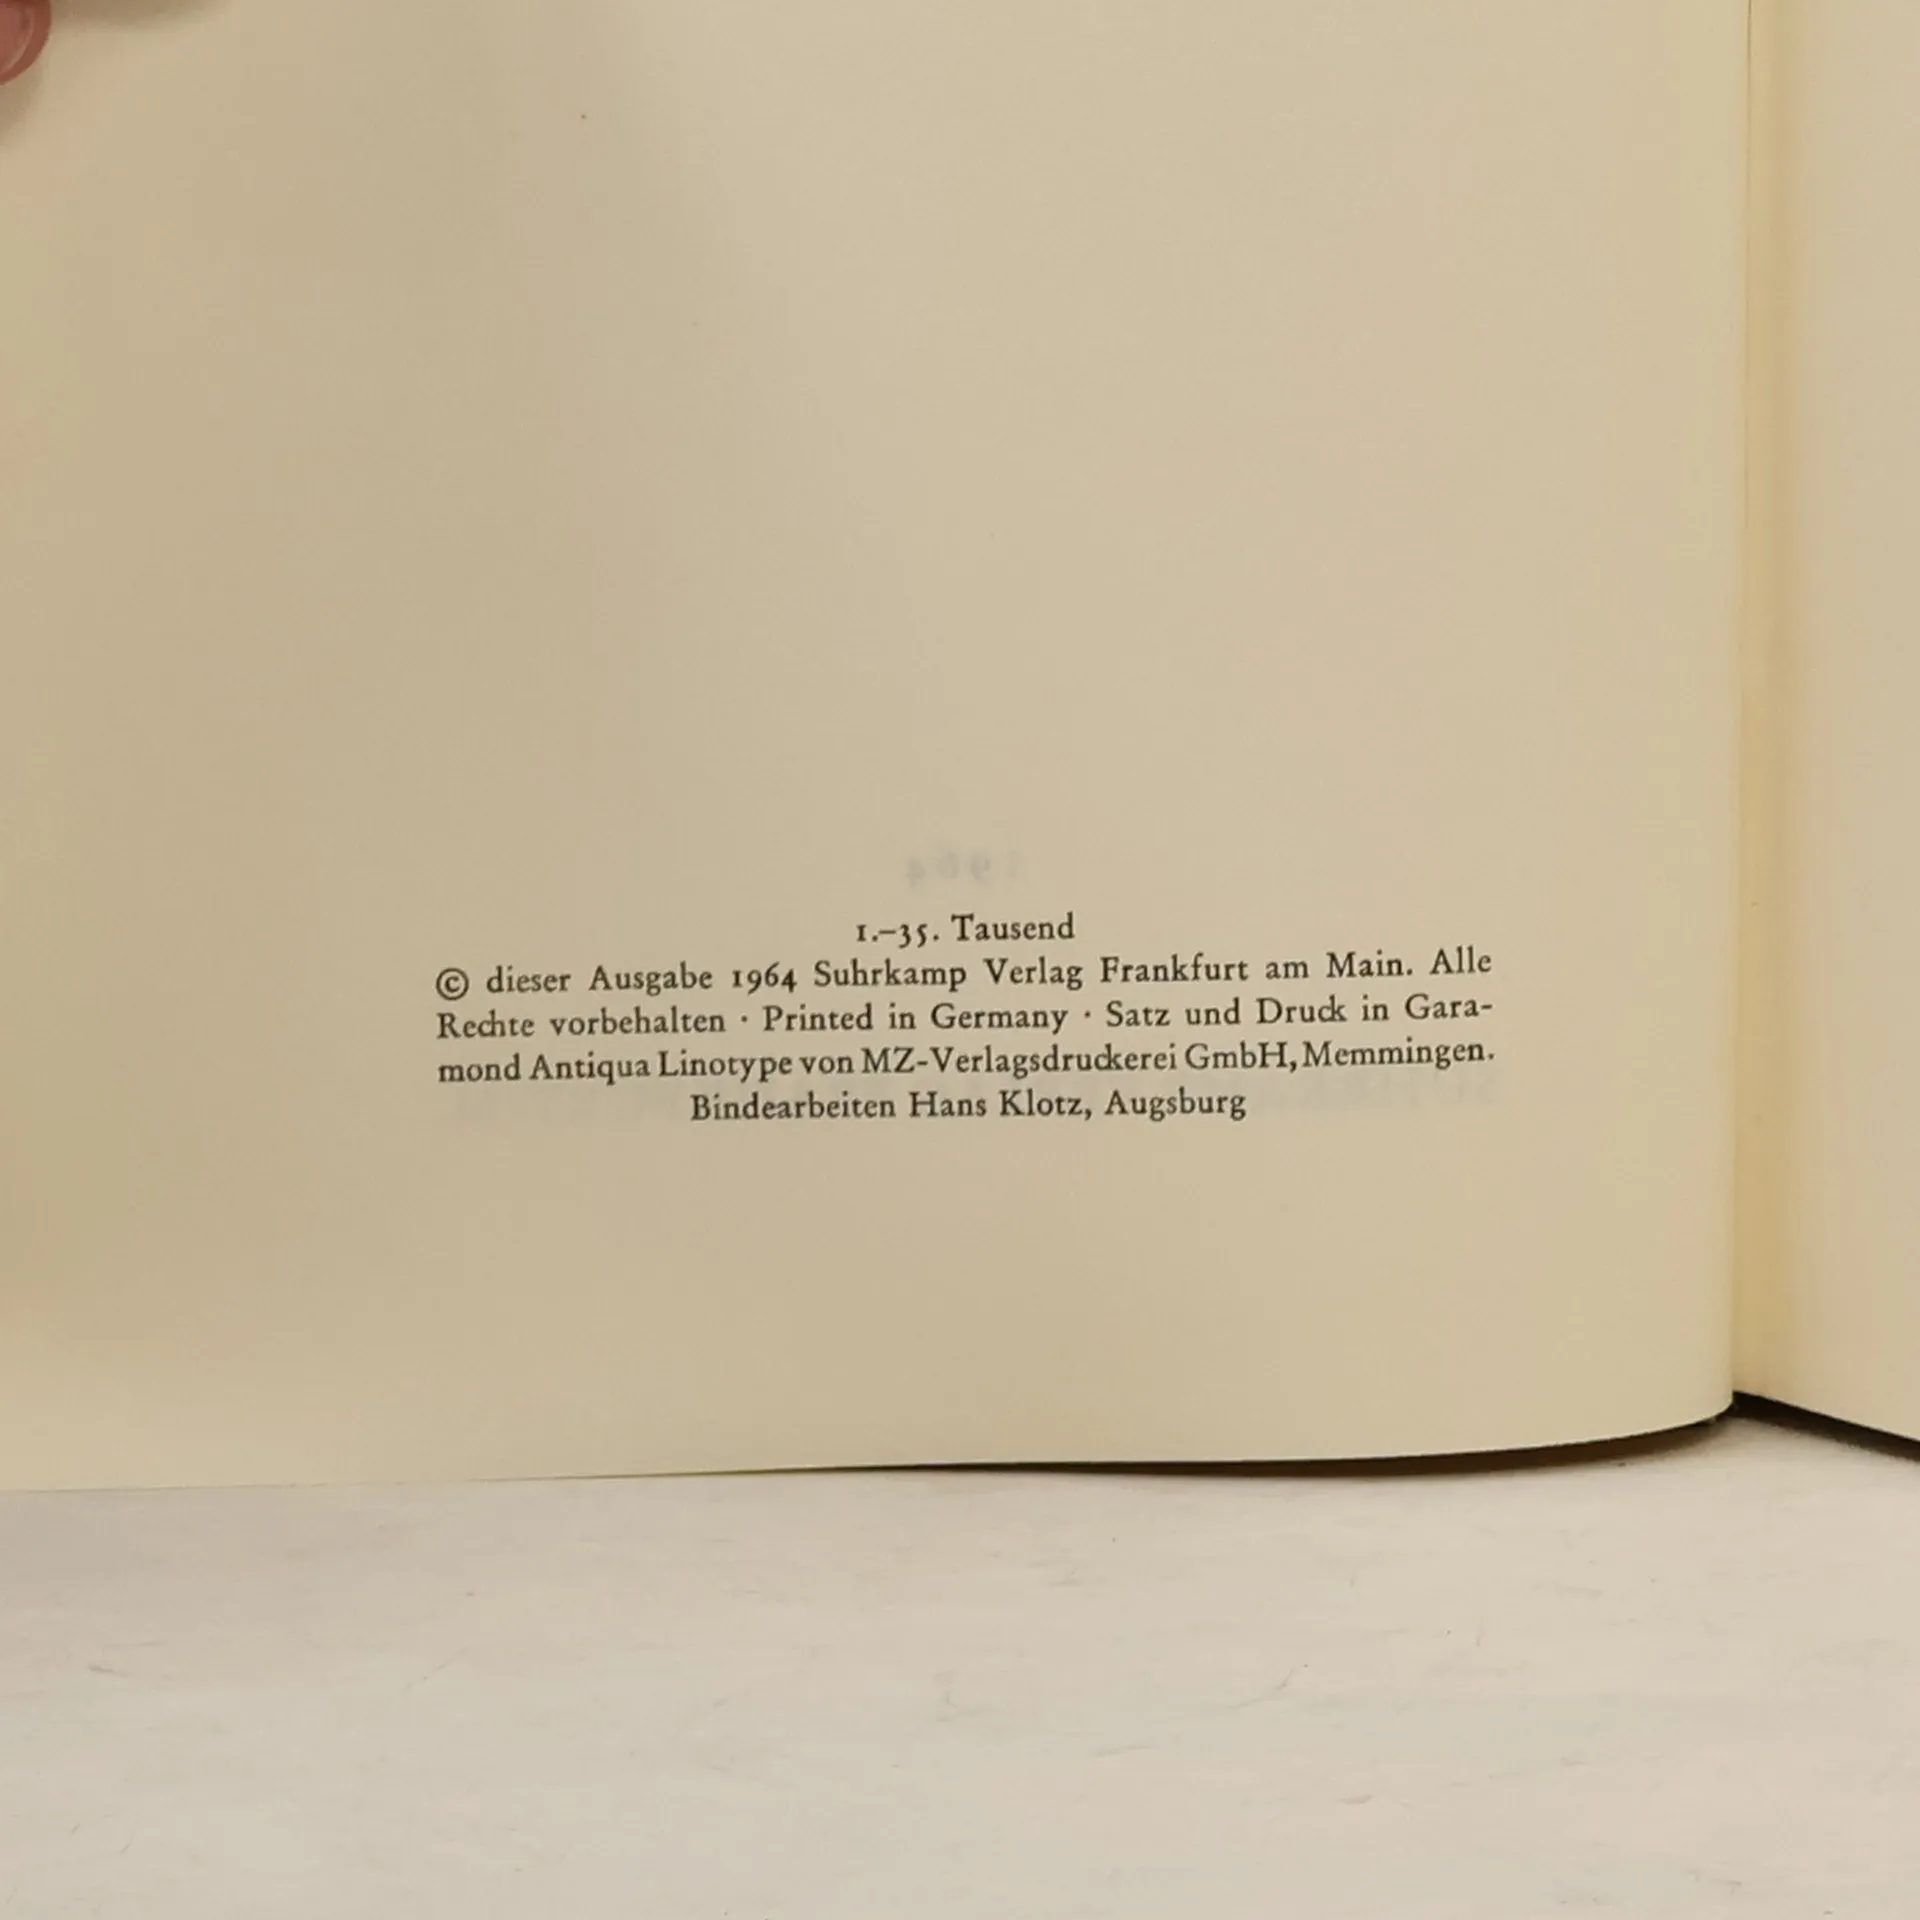 1.–35. Tausend
© dieser Ausgabe 1964 Suhrkamp Verlag Frankfurt am Main. Alle
Rechte vorbehalten · Printed in Germany · Satz und Druck in Gara-
mond Antiqua Linotype von MZ-Verlagsdruckerei GmbH, Memmingen.
Bindearbeiten Hans Klotz, Augsburg